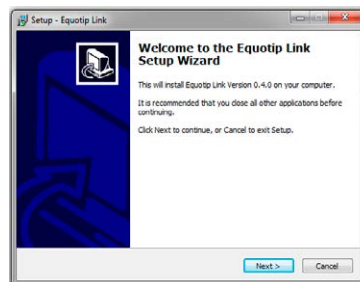 Setup - Equotip Link
Welcome to the Equotip Link
Setup Wizard
This will install Equotip Link Version 0.4.0 on your computer.
It is recommended that you close all other applications before
continuing.
Click Next to continue, or Cancel to exit Setup.
Next >
Cancel